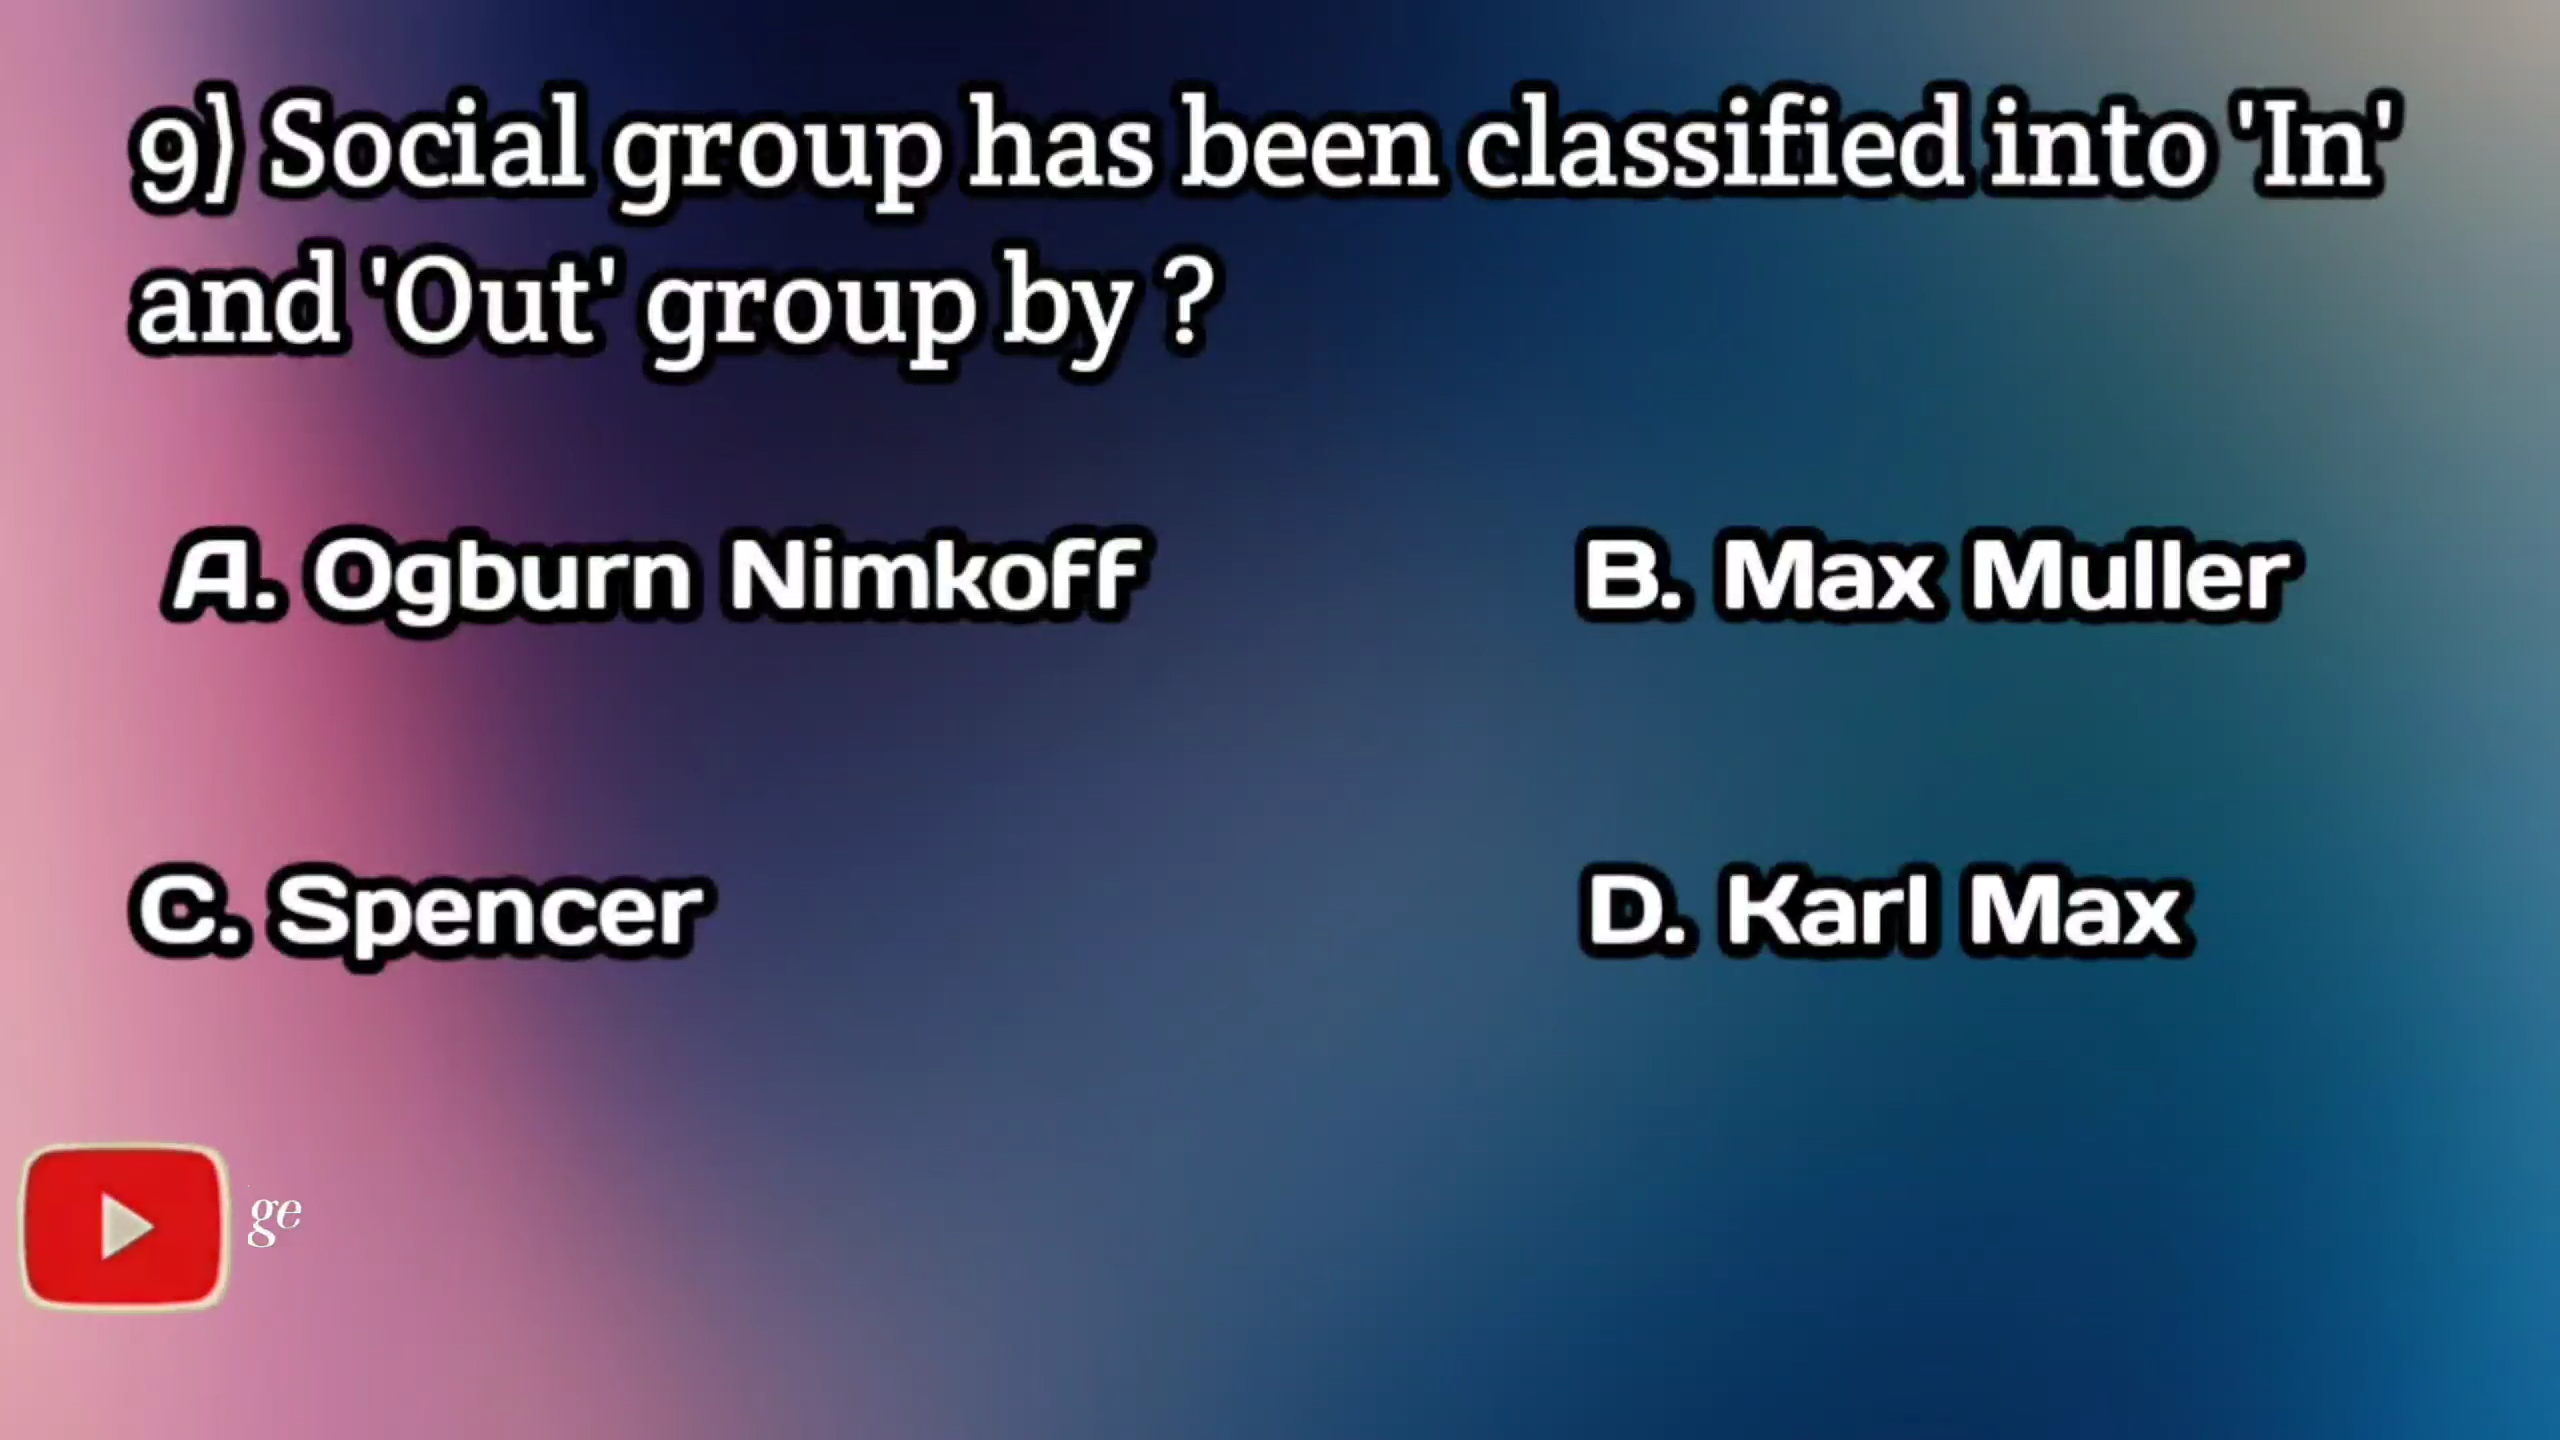 9) Social group has been classified into 'In'
and 'Out' group by ?
A. Ogburn Nimkoff
B. Max Muller
C. Spencer
D. Karl Max
ge